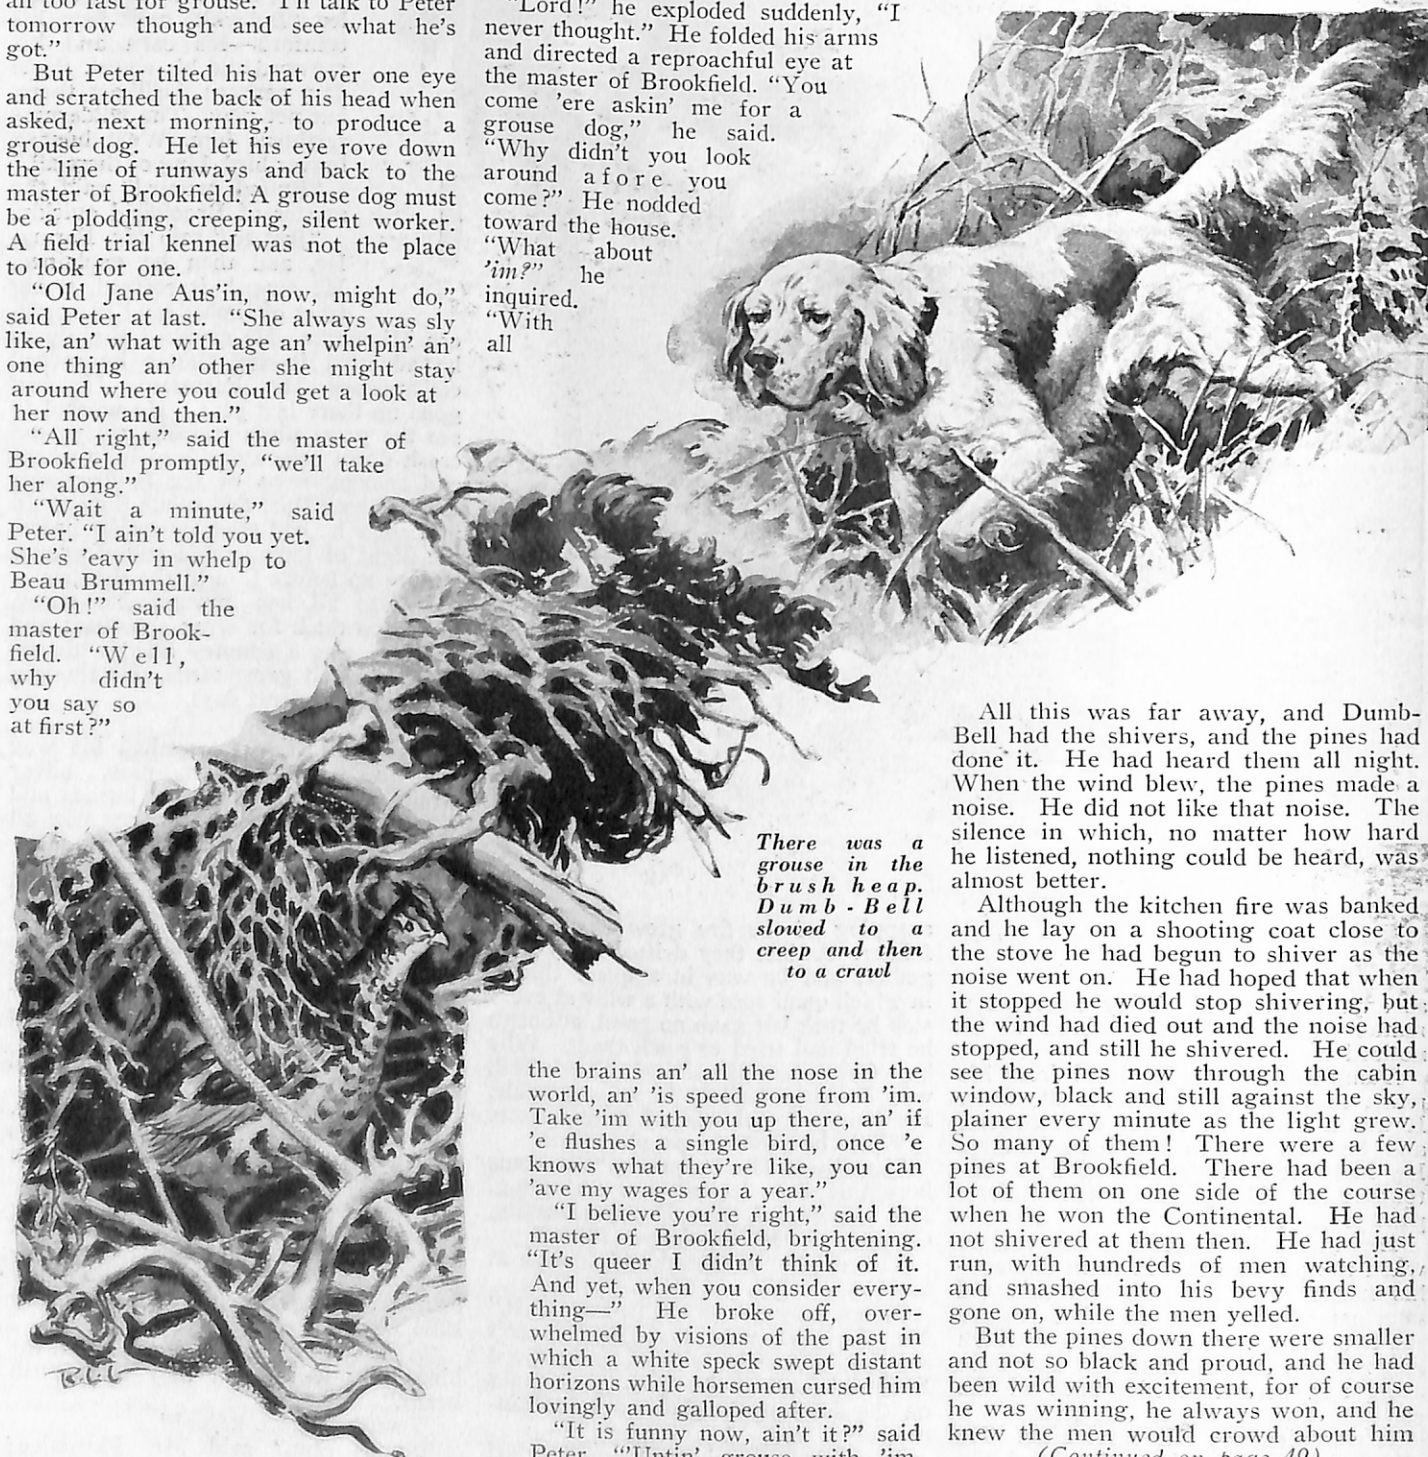 all too fast for grouse. I'll talk to Peter
tomorrow though and see what he's
got.”
But Peter tilted his hat over one eye
and scratched the back of his head when
asked, next morning, to produce a
grouse dog. He let his eye rove down
the line of runways and back to the
master of Brookfield. A grouse dog must
be a plodding, creeping, silent worker.
A field trial kennel was not the place
to look for one.
“Old Jane Aus'in, now, might do,”
said Peter at last. “She always was sly
like, an' what with age an' whelpin' an'
one thing an' other she might stay
around where you could get a look at
her now and then.”
“All right,” said the master of
Brookfield promptly, “we'll take
her along.”
“Wait a minute,” said
Peter. “I ain't told you yet.
She's 'eavy in whelp to
Beau Brummell.”
“Oh!” said the
master of Brook-
field. “Well,
why didn't
you say so
at first?”
“Lord!” he exploded suddenly, “I
never thought.” He folded his arms
and directed a reproachful eye at
the master of Brookfield. “You
come 'ere askin' me for a
grouse dog,” he said.
“Why didn't you look
around afore you
come?” He nodded
toward the house.
“What about
'im?” he
inquired.
“With
all
There was a
grouse in the
brush heap.
Dumb-Bell
slowed to a
creep and then
to a crawl
the brains an' all the nose in the
world, an' 'is speed gone from 'im.
Take 'im with you up there, an' if
'e flushes a single bird, once 'e
knows what they're like, you can
'ave my wages for a year.”
“I believe you're right,” said the
master of Brookfield, brightening.
“It's queer I didn't think of it.
And yet, when you consider every-
thing—” He broke off, over-
whelmed by visions of the past in
which a white speck swept distant
horizons while horsemen cursed him
lovingly and galloped after.
“It is funny now, ain't it?” said
Peter. “'Untin' grouse with 'im.
All this was far away, and Dumb-
Bell had the shivers, and the pines had
done it. He had heard them all night.
When the wind blew, the pines made a
noise. He did not like that noise. The
silence in which, no matter how hard
he listened, nothing could be heard, was
almost better.
Although the kitchen fire was banked
and he lay on a shooting coat close to
the stove he had begun to shiver as the
noise went on. He had hoped that when
it stopped he would stop shivering, but
the wind had died out and the noise had
stopped, and still he shivered. He could
see the pines now through the cabin
window, black and still against the sky,
plainer every minute as the light grew.
So many of them! There were a few
pines at Brookfield. There had been a
lot of them on one side of the course
when he won the Continental. He had
not shivered at them then. He had just
run, with hundreds of men watching,
and smashed into his bevy finds and
gone on, while the men yelled.
But the pines down there were smaller
and not so black and proud, and he had
been wild with excitement, for of course
he was winning, he always won, and he
knew the men would crowd about him
(Continued on page 40)